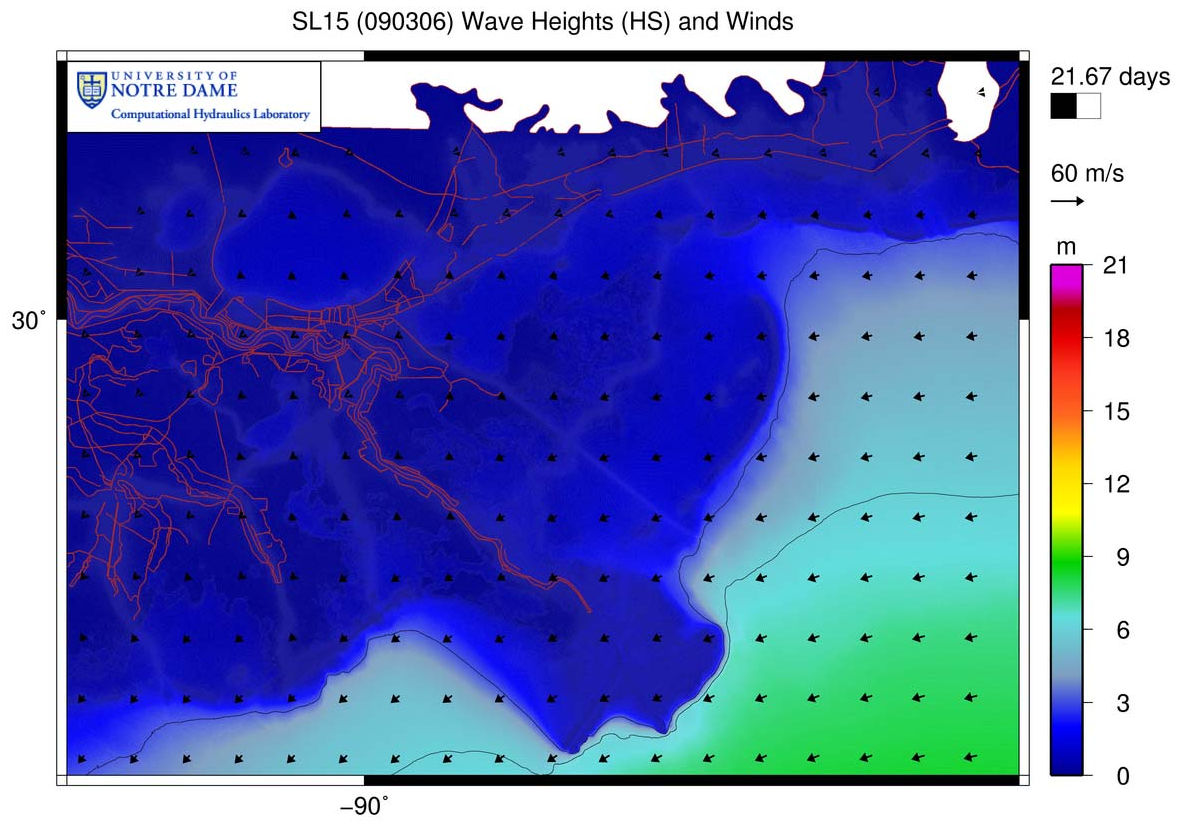 SL15 (090306) Wave Heights (HS) and Winds
UNIVERSITY OF
NOTRE DAME
Computational Hydraulics Laboratory
21.67 days
60 m/s
m
21
18
15
12
9
6
3
0
30°
−90°